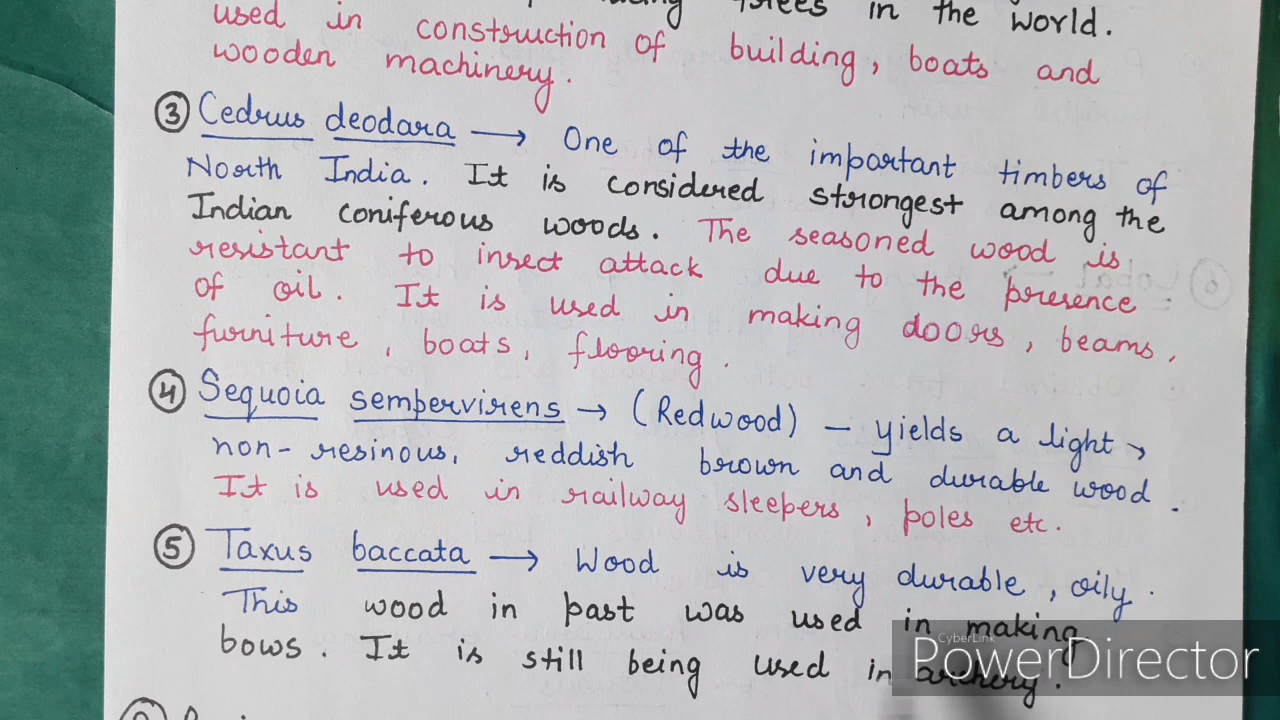 trees in the world.
used in construction of building, boats and
wooden machinery.
③ Cedrus deodara → One of the important timbers of
North India. It is considered strongest among the
Indian coniferous woods. The seasoned wood is
resistant to insect attack due to the presence
of oil. It is used in making doors, beams,
furniture, boats, flooring.
④ Sequoia sempervirens → (Redwood) – yields a light,
non-resinous, reddish brown and durable wood.
It is used in railway sleepers, poles etc.
⑤ Taxus baccata → Wood is very durable, oily.
This wood in past was used in making
bows. It is still being used in archery.
CyberLink
PowerDirector